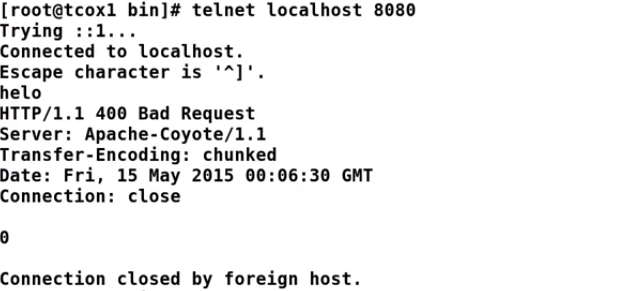 [root@tcox1 bin]# telnet localhost 8080
Trying ::1...
Connected to localhost.
Escape character is '^]'.
helo
HTTP/1.1 400 Bad Request
Server: Apache-Coyote/1.1
Transfer-Encoding: chunked
Date: Fri, 15 May 2015 00:06:30 GMT
Connection: close

0

Connection closed by foreign host.